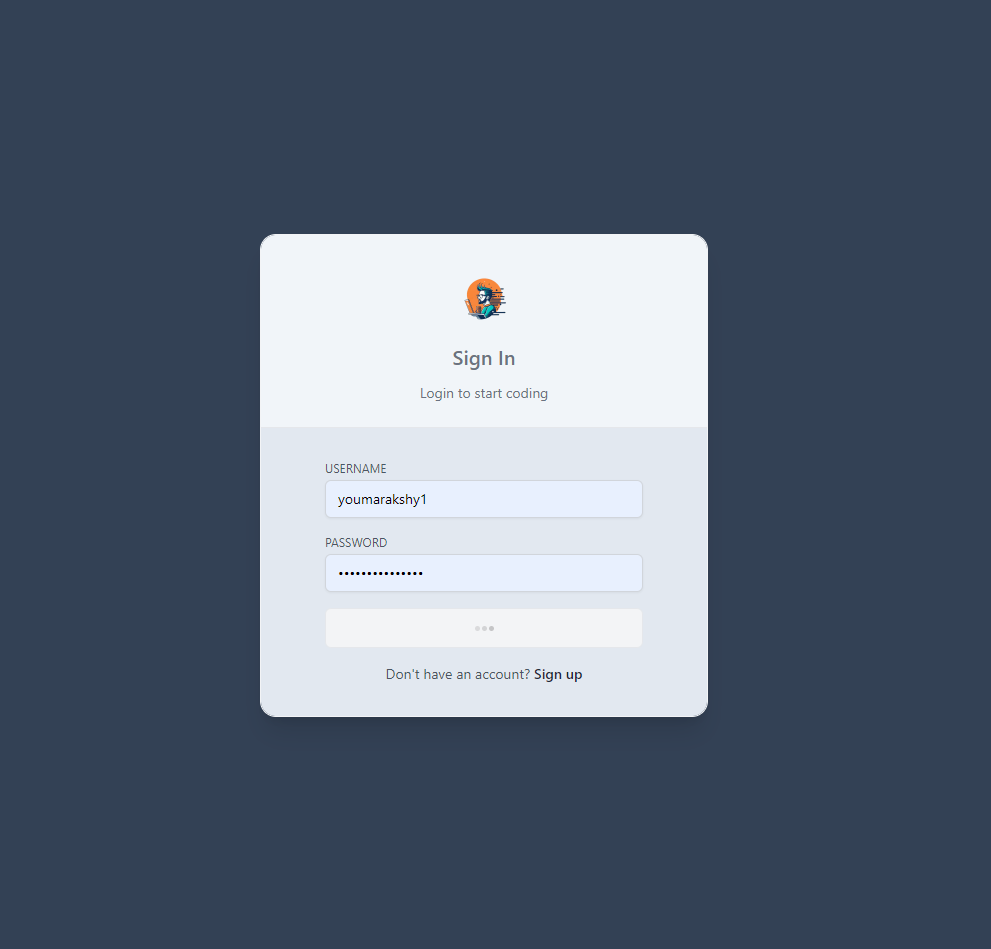 Sign In
Login to start coding
USERNAME
youmarakshy1
PASSWORD
•••••••••••••••
Don't have an account? Sign up